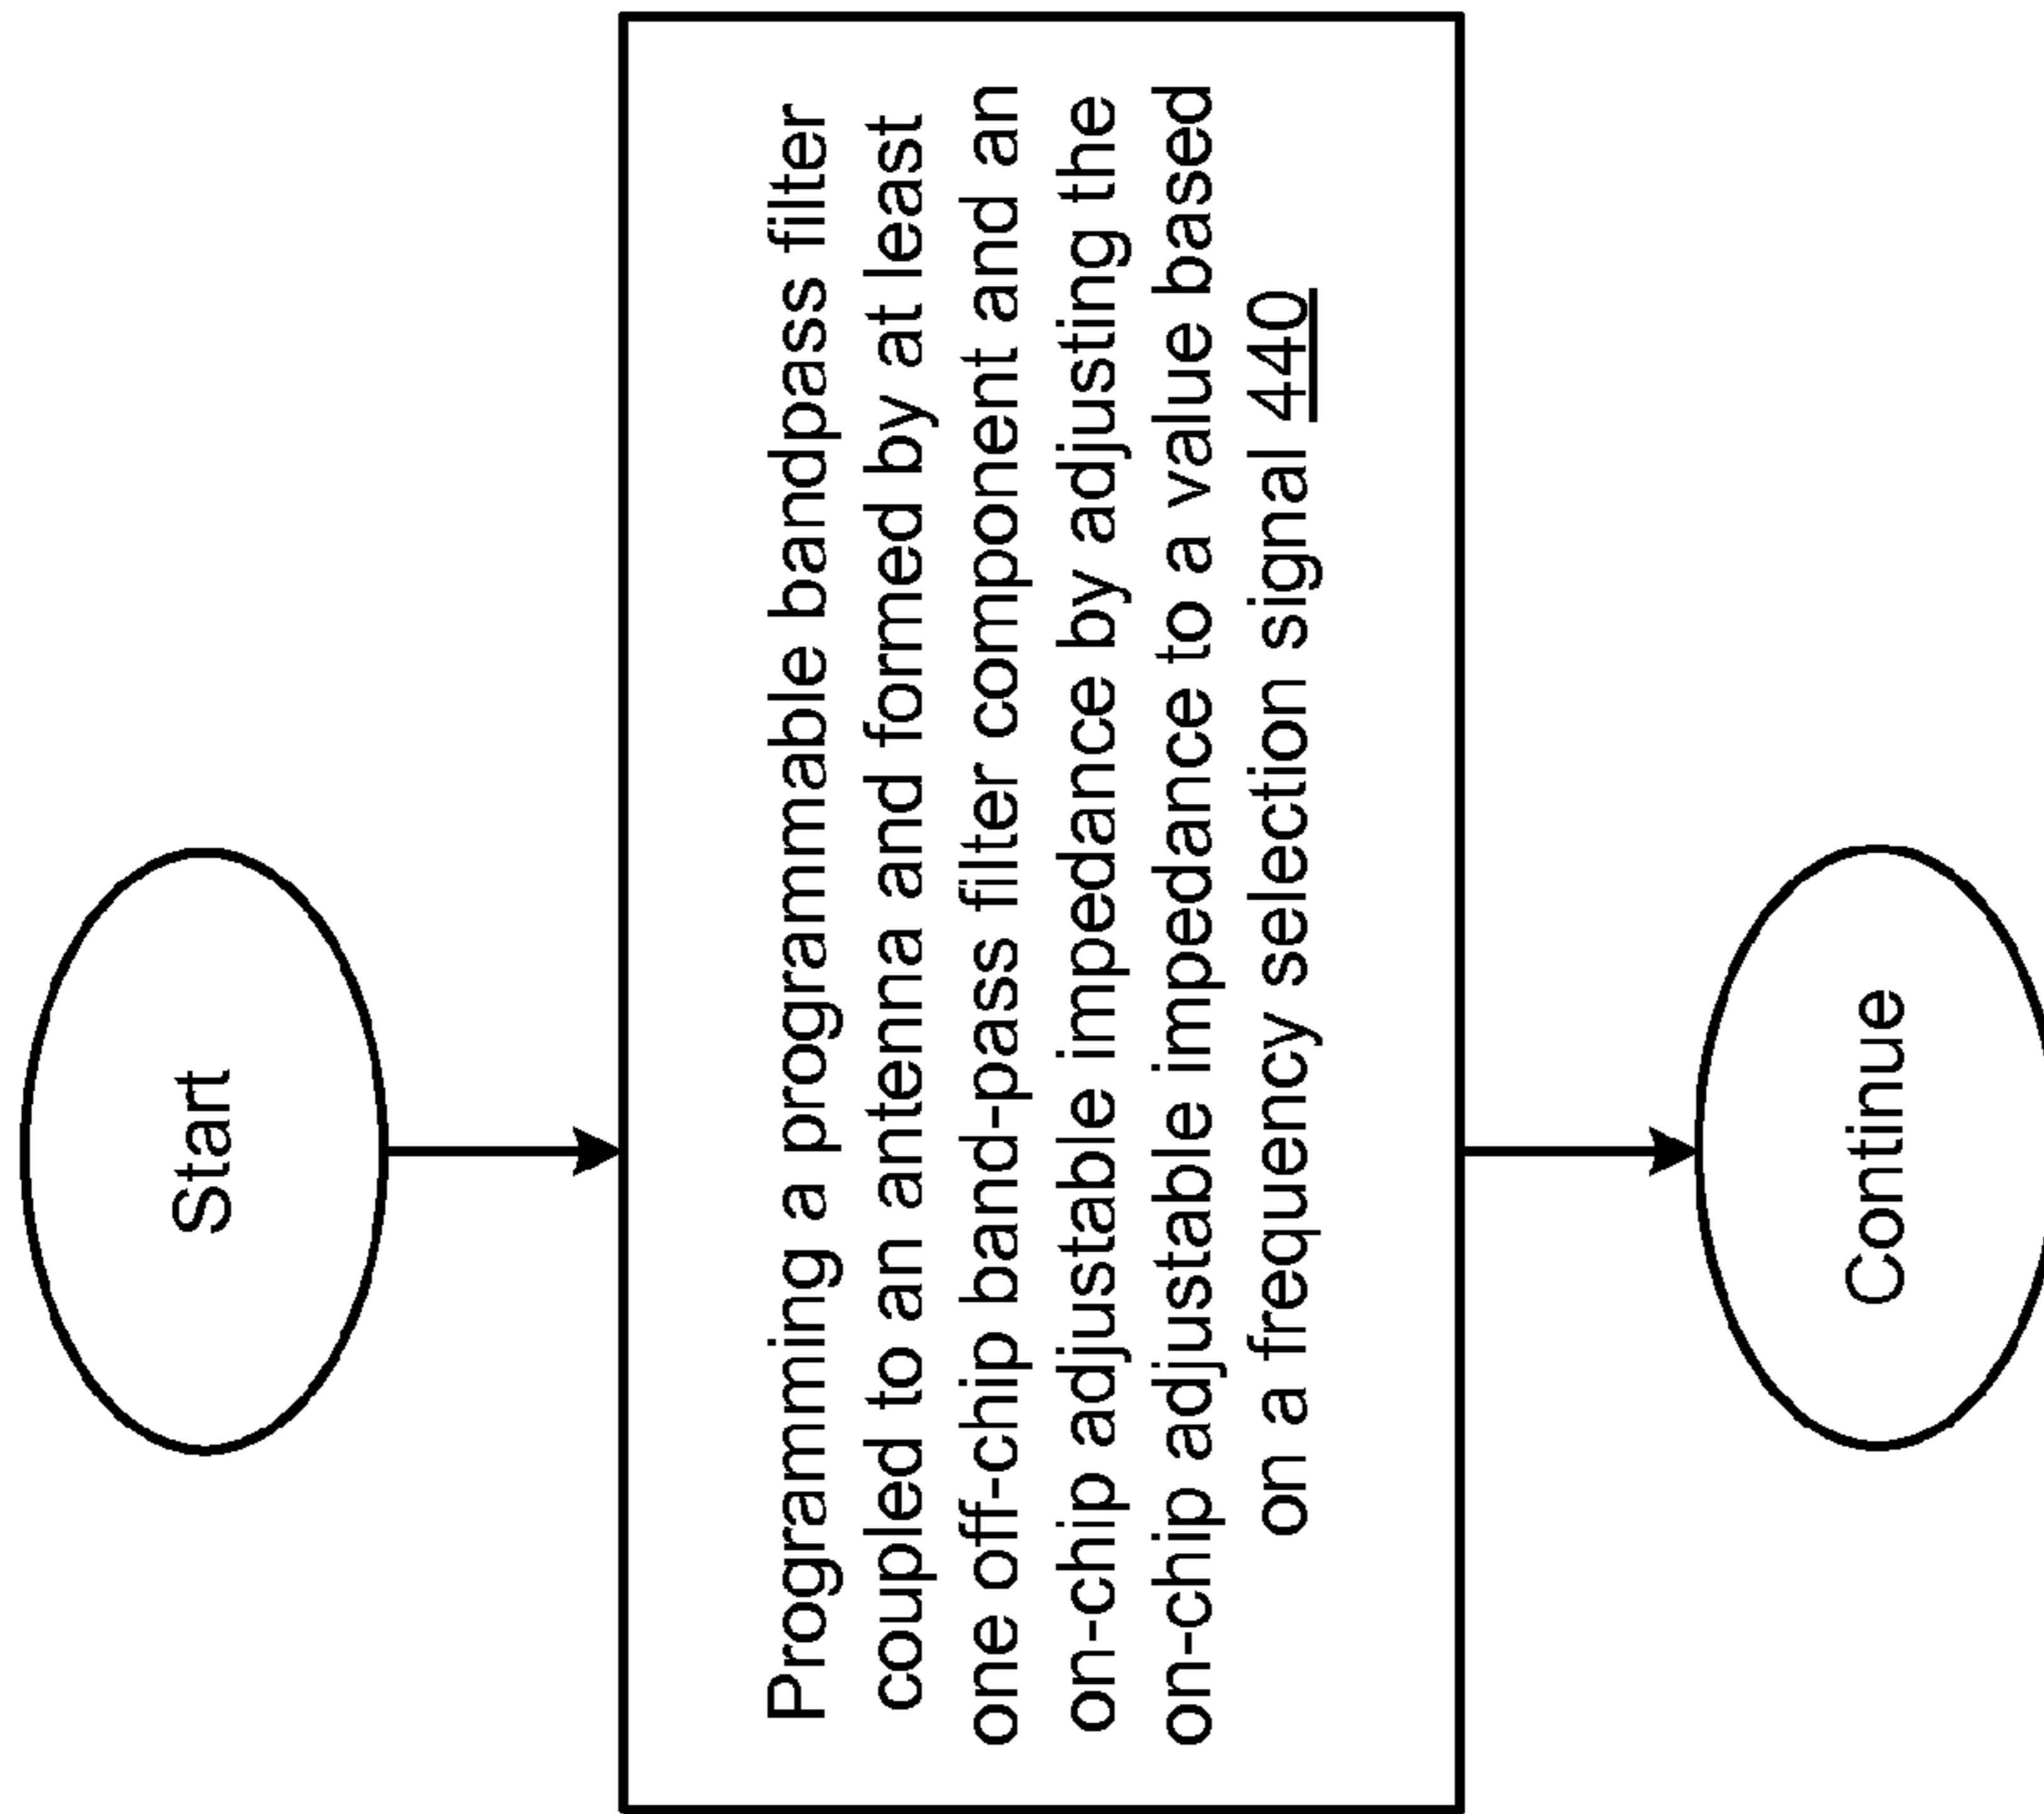 Start
Programming a programmable bandpass filter
coupled to an antenna and formed by at least
one off-chip band-pass filter component and an
on-chip adjustable impedance by adjusting the
on-chip adjustable impedance to a value based
on a frequency selection signal 440
Continue